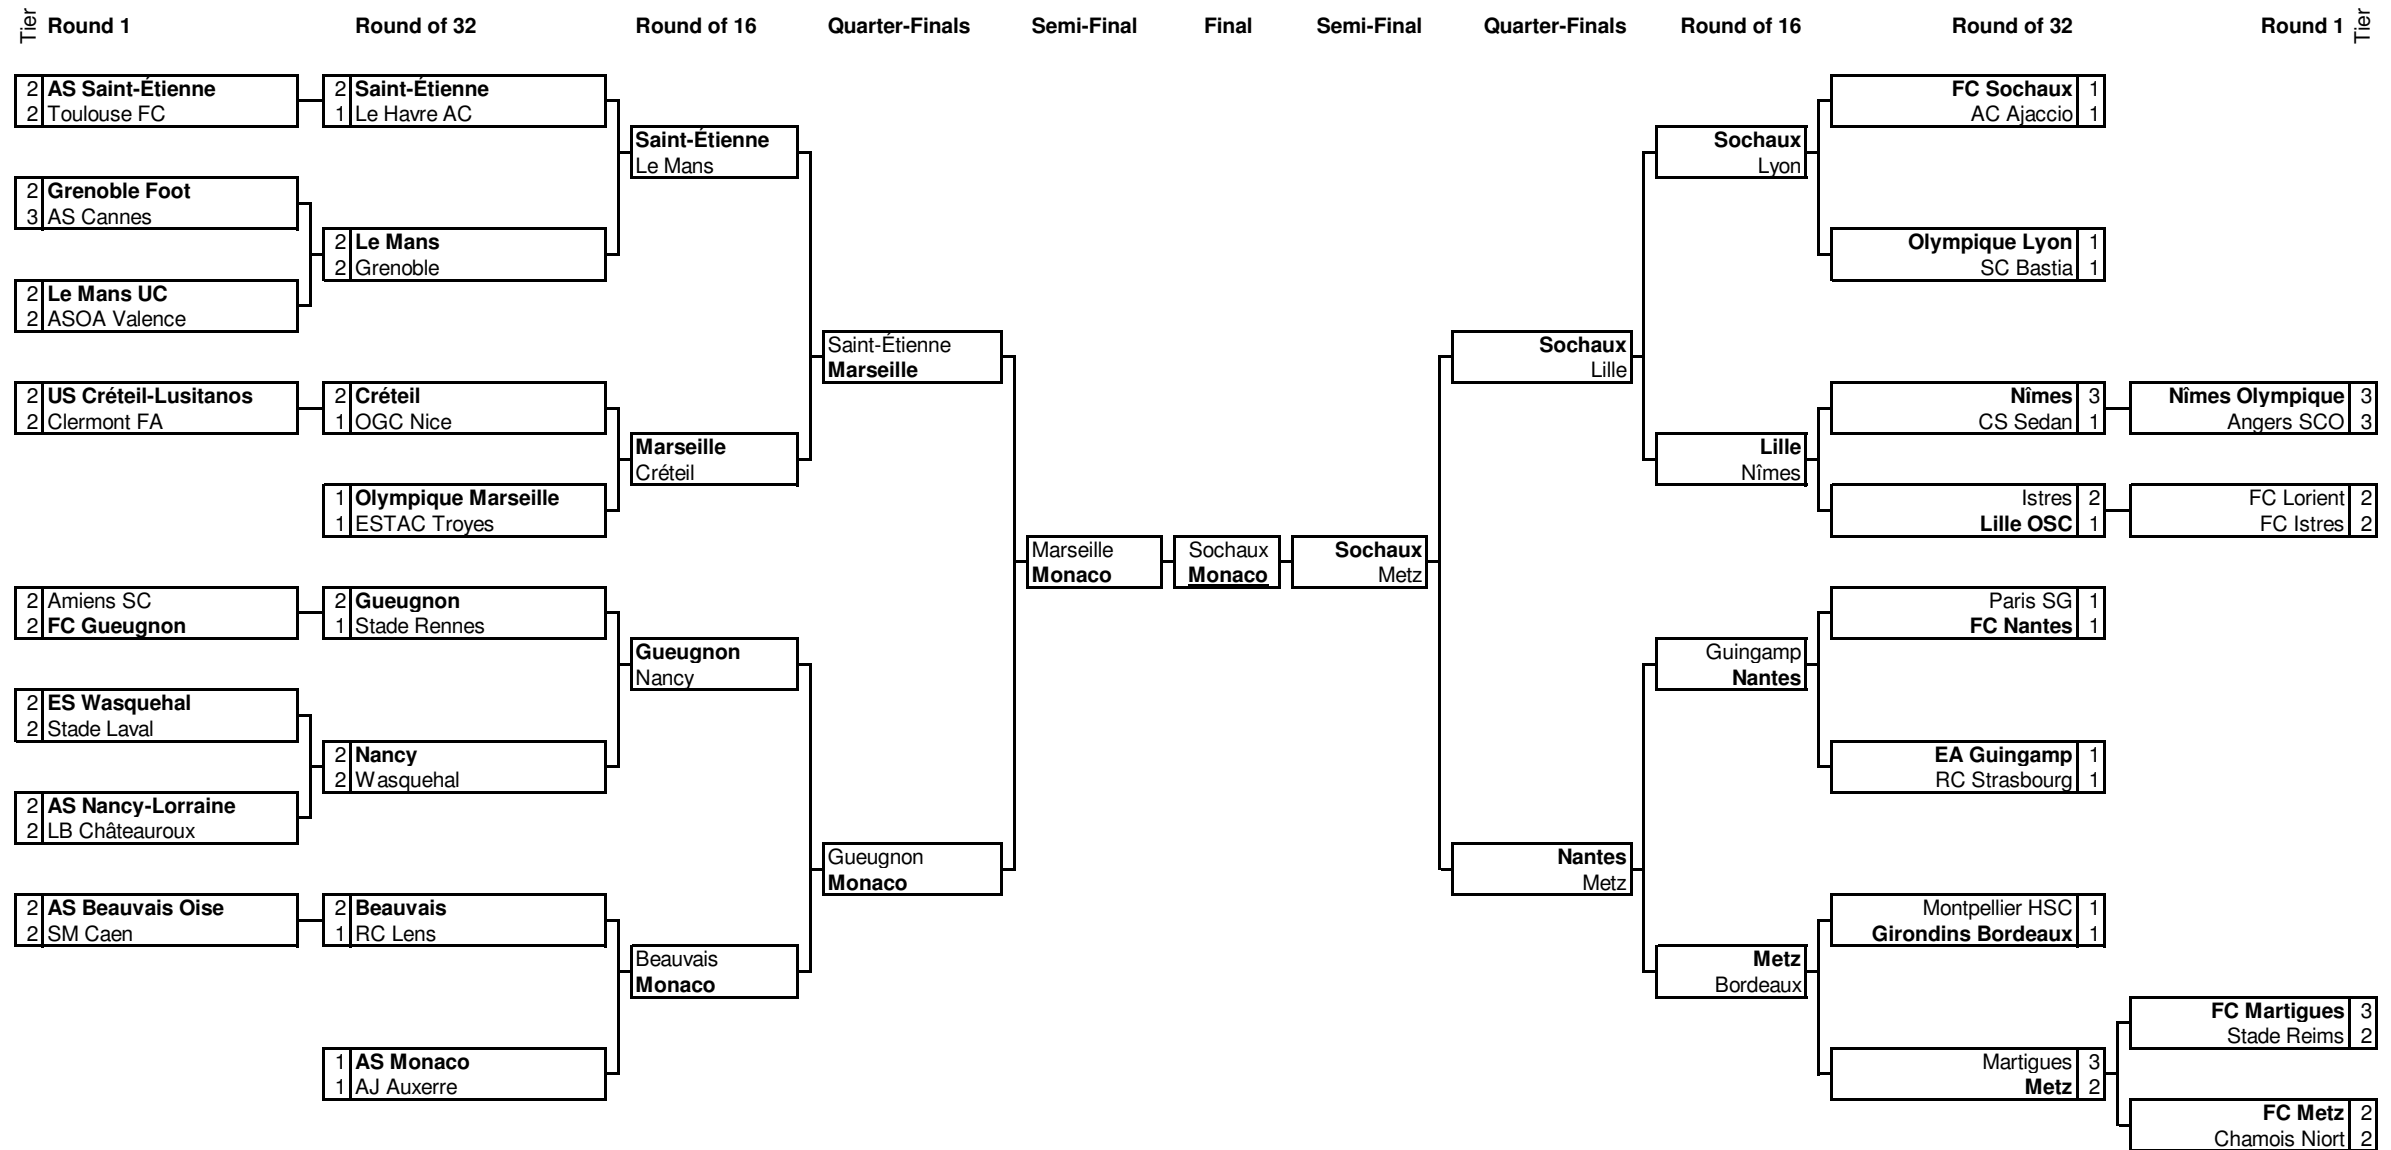 Tier Round 1 Round of 32 Round of 16 Quarter-Finals Semi-Final Final Semi-Final Quarter-Finals Round of 16 Round of 32 Round 1 Tier
2 AS Saint-Étienne
2 Toulouse FC
2 Grenoble Foot
3 AS Cannes
2 Le Mans UC
2 ASOA Valence
2 US Créteil-Lusitanos
2 Clermont FA
2 Amiens SC
2 FC Gueugnon
2 ES Wasquehal
2 Stade Laval
2 AS Nancy-Lorraine
2 LB Châteauroux
2 AS Beauvais Oise
2 SM Caen
2 Saint-Étienne
1 Le Havre AC
2 Le Mans
2 Grenoble
2 Créteil
1 OGC Nice
1 Olympique Marseille
1 ESTAC Troyes
2 Gueugnon
1 Stade Rennes
2 Nancy
2 Wasquehal
2 Beauvais
1 RC Lens
1 AS Monaco
1 AJ Auxerre
Saint-Étienne
Le Mans
Marseille
Créteil
Gueugnon
Nancy
Beauvais
Monaco
Saint-Étienne
Marseille
Gueugnon
Monaco
Marseille
Monaco
Sochaux
Monaco
Sochaux
Metz
Sochaux
Lille
Nantes
Metz
Sochaux
Lyon
Lille
Nîmes
Guingamp
Nantes
Metz
Bordeaux
FC Sochaux 1
AC Ajaccio 1
Olympique Lyon 1
SC Bastia 1
Nîmes 3
CS Sedan 1
Istres 2
Lille OSC 1
Paris SG 1
FC Nantes 1
EA Guingamp 1
RC Strasbourg 1
Montpellier HSC 1
Girondins Bordeaux 1
Martigues 3
Metz 2
Nîmes Olympique 3
Angers SCO 3
FC Lorient 2
FC Istres 2
FC Martigues 3
Stade Reims 2
FC Metz 2
Chamois Niort 2